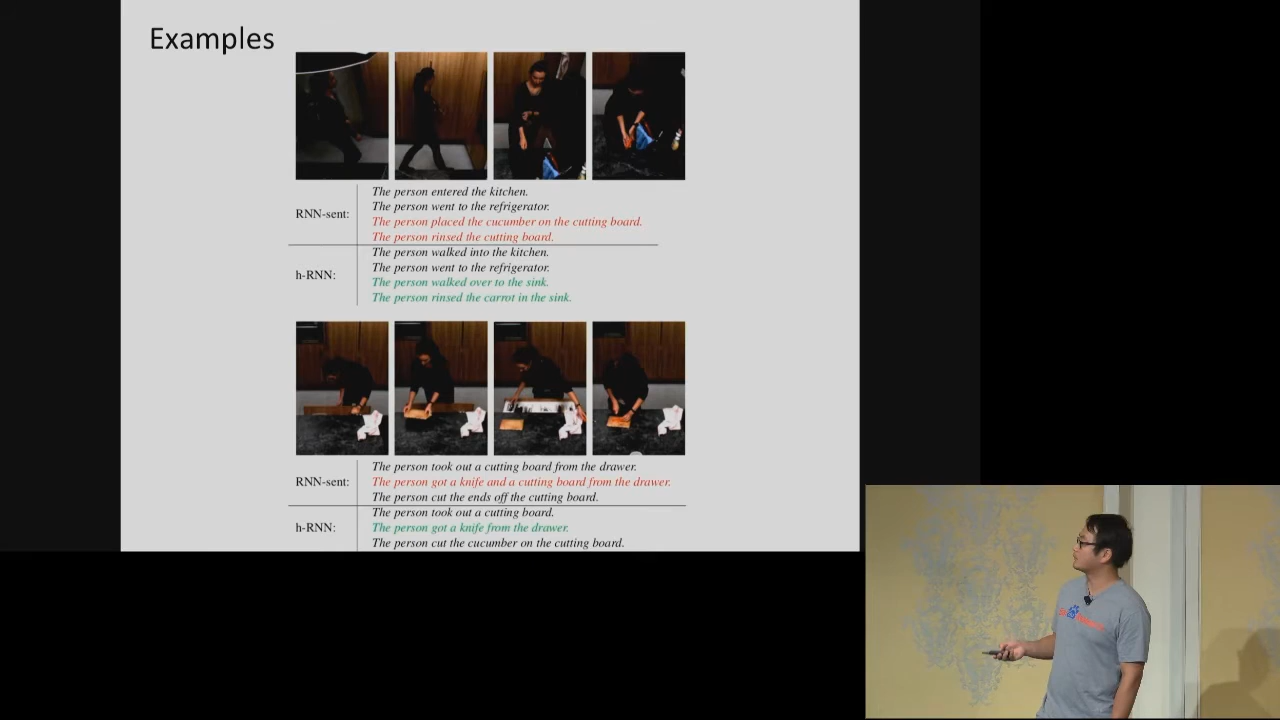 Examples
RNN-sent:
The person entered the kitchen.
The person went to the refrigerator.
The person placed the cucumber on the cutting board.
The person rinsed the cutting board.
h-RNN:
The person walked into the kitchen.
The person went to the refrigerator.
The person walked over to the sink.
The person rinsed the carrot in the sink.
RNN-sent:
The person took out a cutting board from the drawer.
The person got a knife and a cutting board from the drawer.
The person cut the ends off the cutting board.
h-RNN:
The person took out a cutting board.
The person got a knife from the drawer.
The person cut the cucumber on the cutting board.